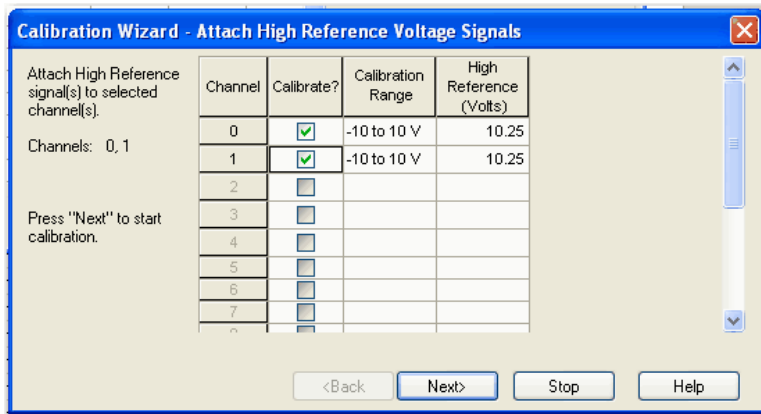 Calibration Wizard - Attach High Reference Voltage Signals
Attach High Reference
signal(s) to selected
channel(s).
Channels: 0, 1
Press "Next" to start
calibration.
Channel Calibrate? Calibration Range High Reference (Volts)
0 -10 to 10 V 10.25
1 -10 to 10 V 10.25
2
3
4
5
6
7
<Back Next> Stop Help